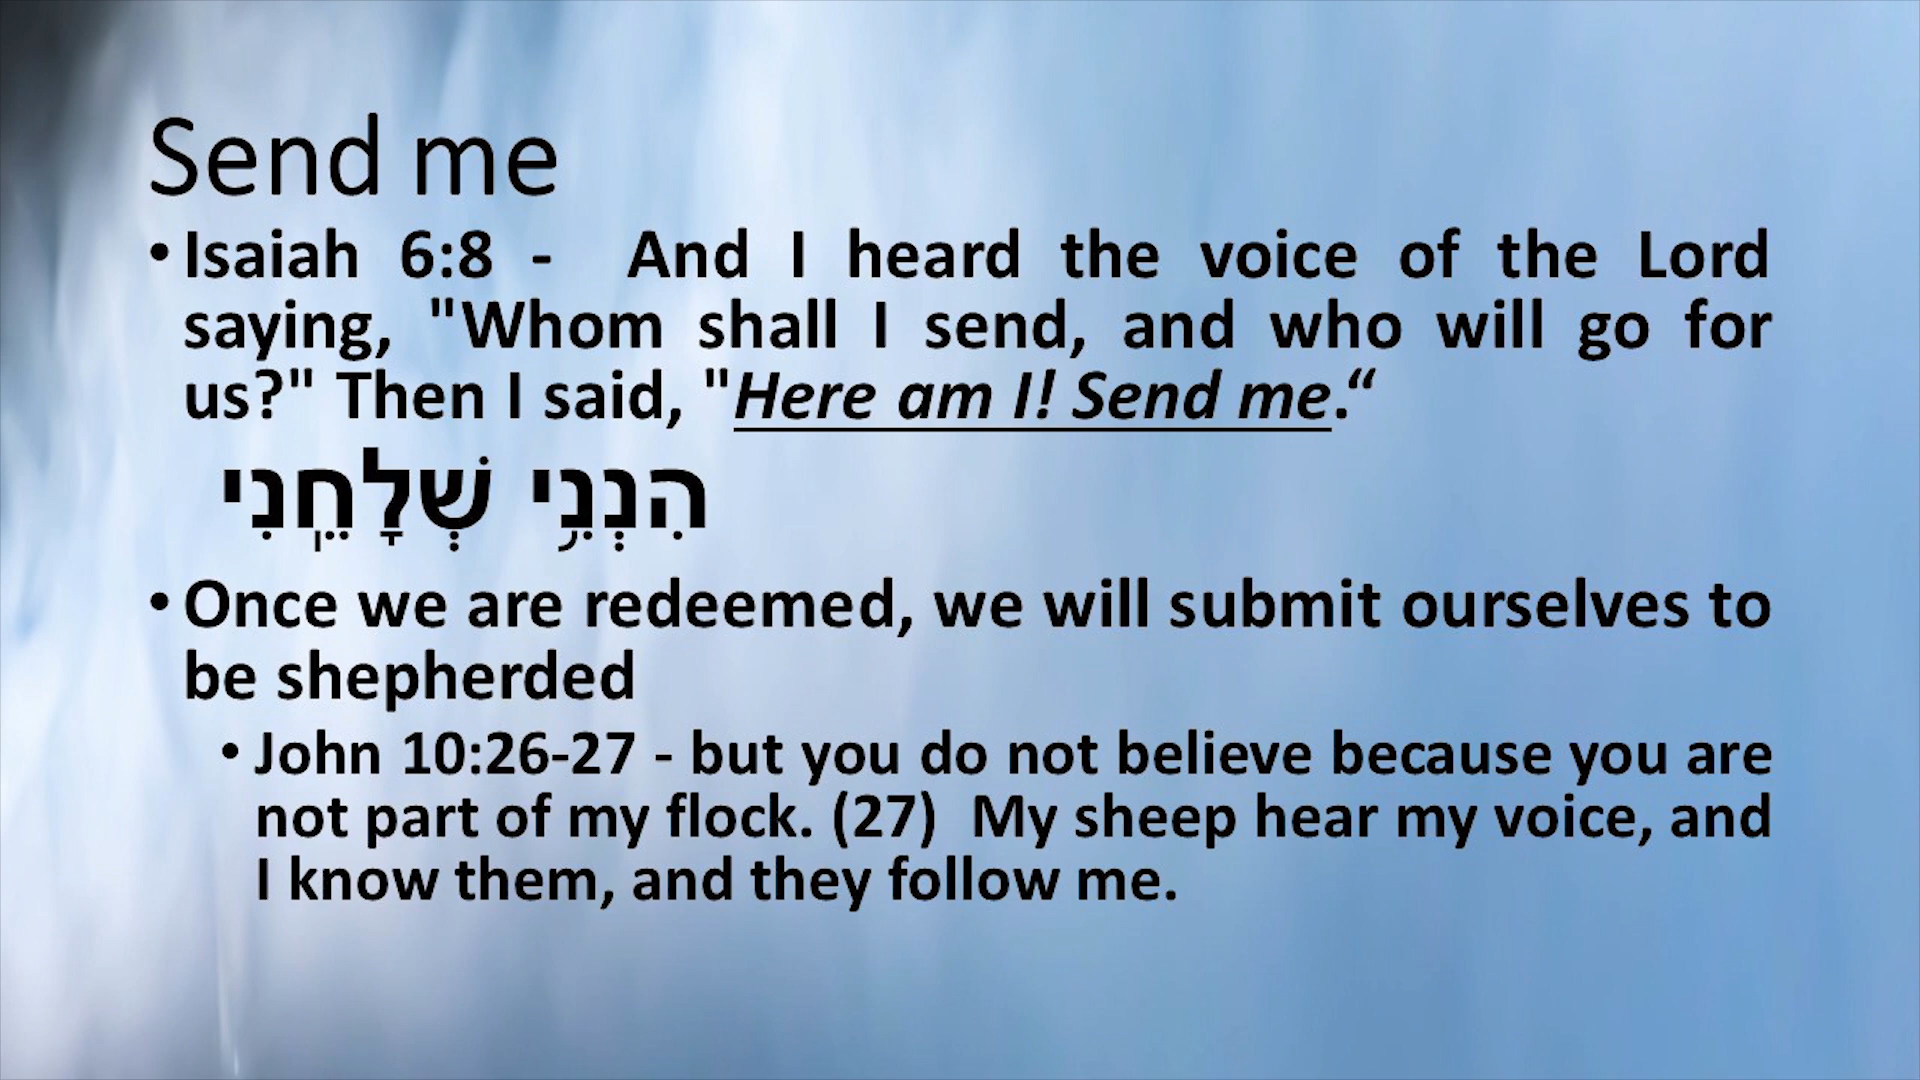 Send me
• Isaiah 6:8 - And I heard the voice of the Lord
saying, "Whom shall I send, and who will go for
us?" Then I said, "Here am I! Send me.“
הִנְנִ֥י שְׁלָחֵֽנִי
• Once we are redeemed, we will submit ourselves to
be shepherded
• John 10:26-27 - but you do not believe because you are
not part of my flock. (27) My sheep hear my voice, and
I know them, and they follow me.